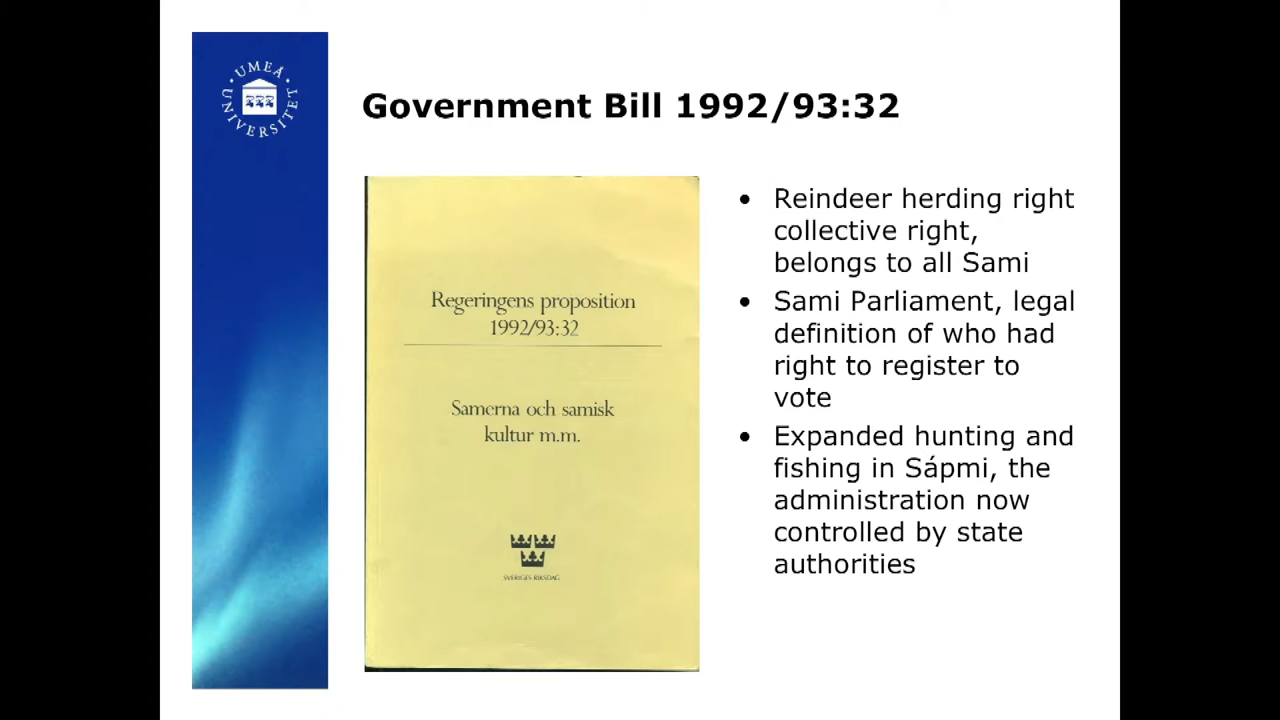 UMEÅ UNIVERSITET
Government Bill 1992/93:32
Regeringens proposition
1992/93:32
Samerna och samisk
kultur m.m.
SVERIGES RIKSDAG
• Reindeer herding right
collective right,
belongs to all Sami
• Sami Parliament, legal
definition of who had
right to register to
vote
• Expanded hunting and
fishing in Sápmi, the
administration now
controlled by state
authorities